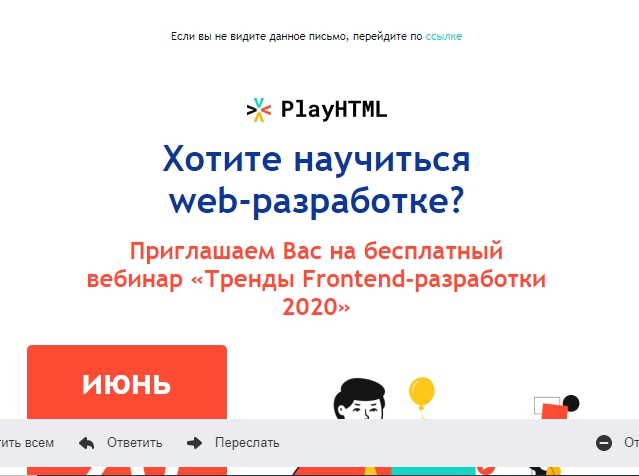 Если вы не видите данное письмо, перейдите по ссылке
PlayHTML
Хотите научиться
web-разработке?
Приглашаем Вас на бесплатный
вебинар «Тренды Frontend-разработки
2020»
июнь
тить всем Ответить Переслать От